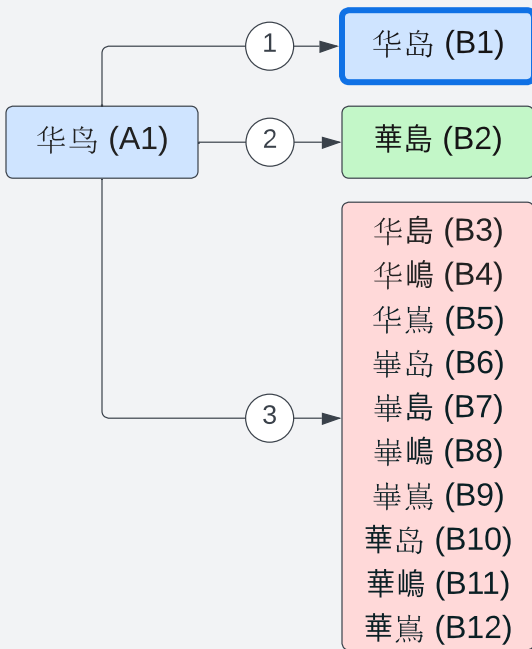 1
华岛 (B1)
华鸟 (A1)
2
華島 (B2)
华島 (B3)
华嶋 (B4)
华嶌 (B5)
崋岛 (B6)
崋島 (B7)
3
崋嶋 (B8)
崋嶌 (B9)
華岛 (B10)
華嶋 (B11)
華嶌 (B12)